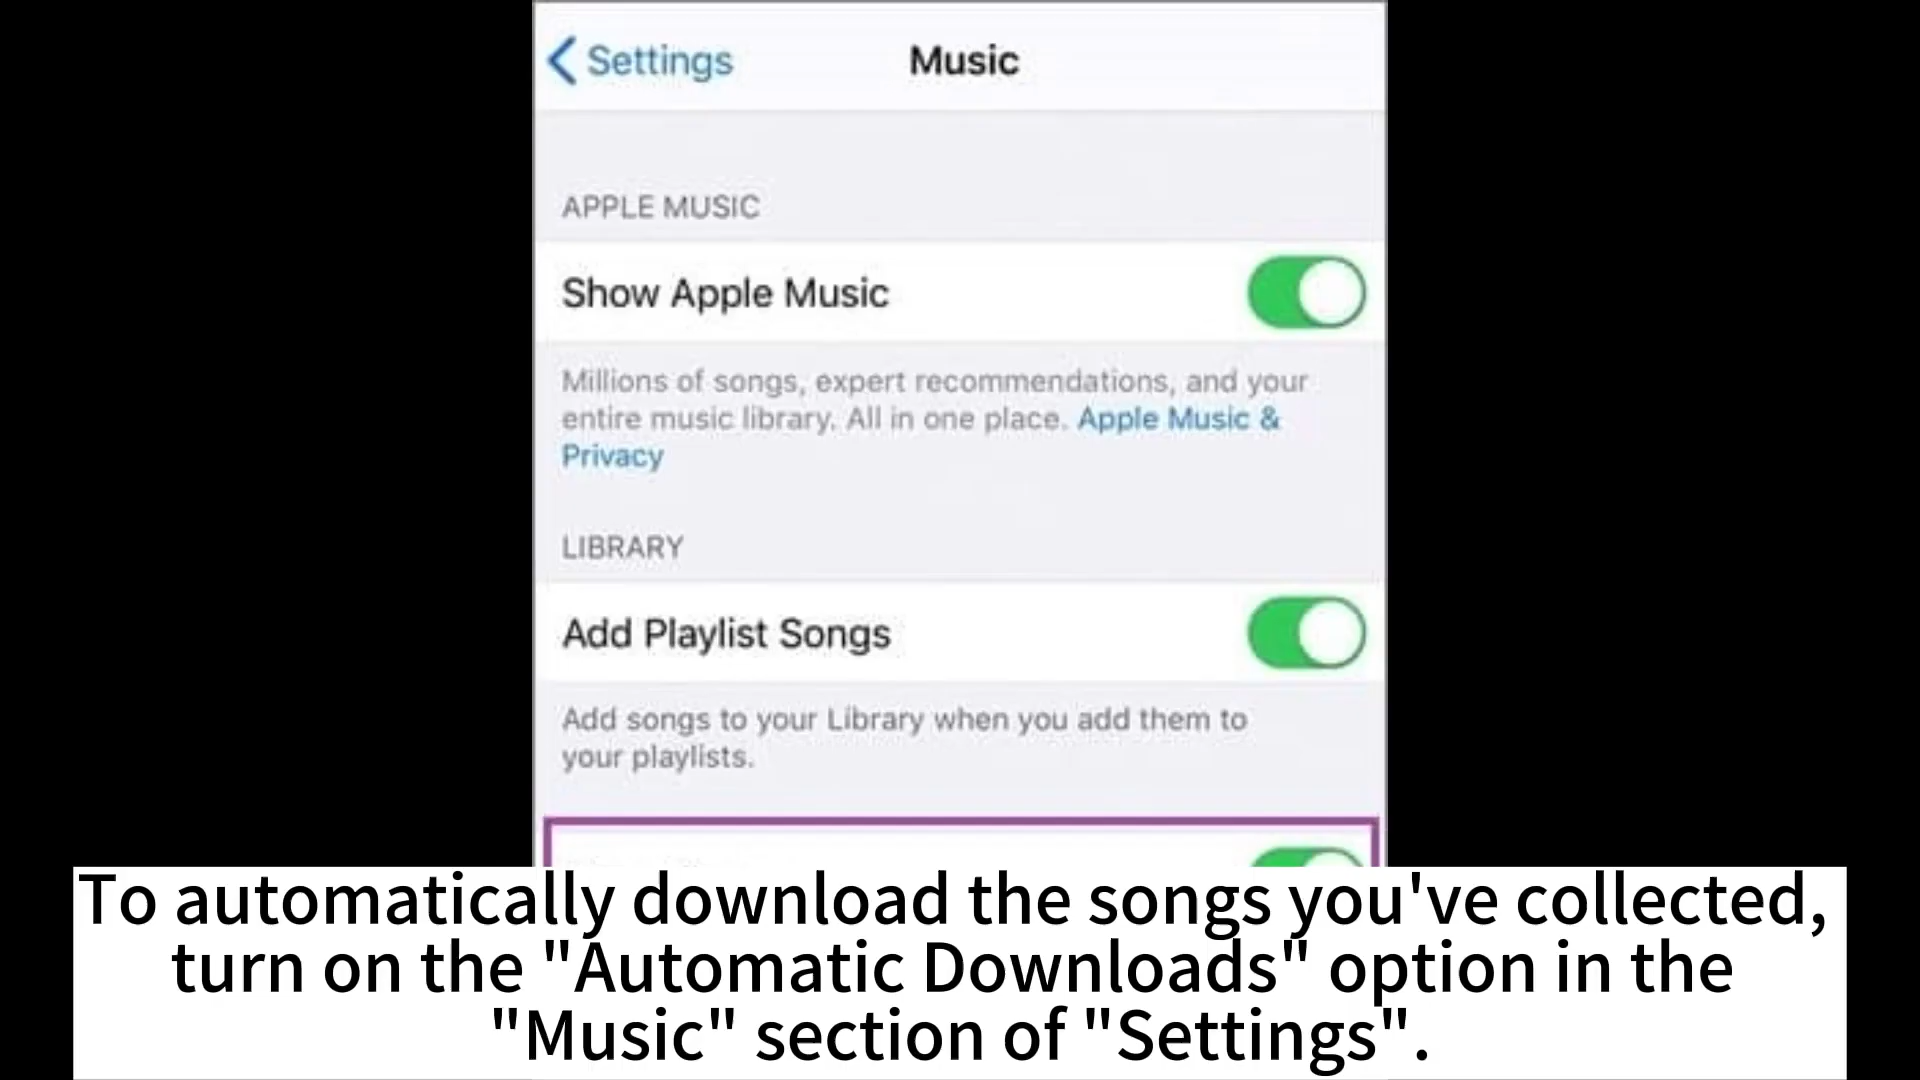 Settings
Music
APPLE MUSIC
Show Apple Music
Millions of songs, expert recommendations, and your
entire music library. All in one place. Apple Music &
Privacy
LIBRARY
Add Playlist Songs
Add songs to your Library when you add them to
your playlists.
To automatically download the songs you've collected,
turn on the "Automatic Downloads" option in the
"Music" section of "Settings".